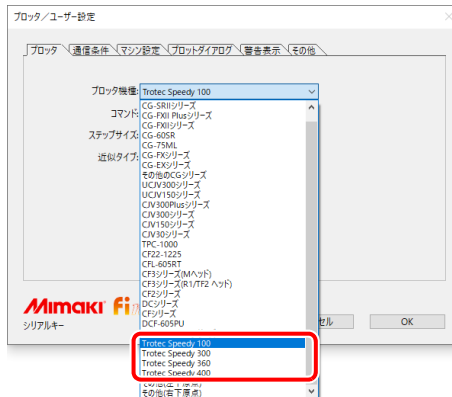 プロッタ／ユーザー設定
プロッタ
通信条件
マシン設定
プロットダイアログ
警告表示
その他
プロッタ機種:
Trotec Speedy 100
コマンド:
ステップサイズ:
近似タイプ:
CG-SRIIIシリーズ
CG-FXII Plusシリーズ
CG-FXIIシリーズ
CG-60SR
CG-75ML
CG-FXシリーズ
CG-EXシリーズ
その他のCGシリーズ
UCJV300シリーズ
UCJV150シリーズ
CJV300Plusシリーズ
CJV300シリーズ
CJV150シリーズ
CJV30シリーズ
TPC-1000
CF22-1225
CFL-605RT
CF3シリーズ(Mヘッド)
CF3シリーズ(R1/TF2 ヘッド)
CF2シリーズ
DCシリーズ
CFシリーズ
DCF-605PU
Trotec Speedy 100
Trotec Speedy 300
Trotec Speedy 360
Trotec Speedy 400
その他(左下原点)
その他(右下原点)
Mimaki
シリアルキー
OK